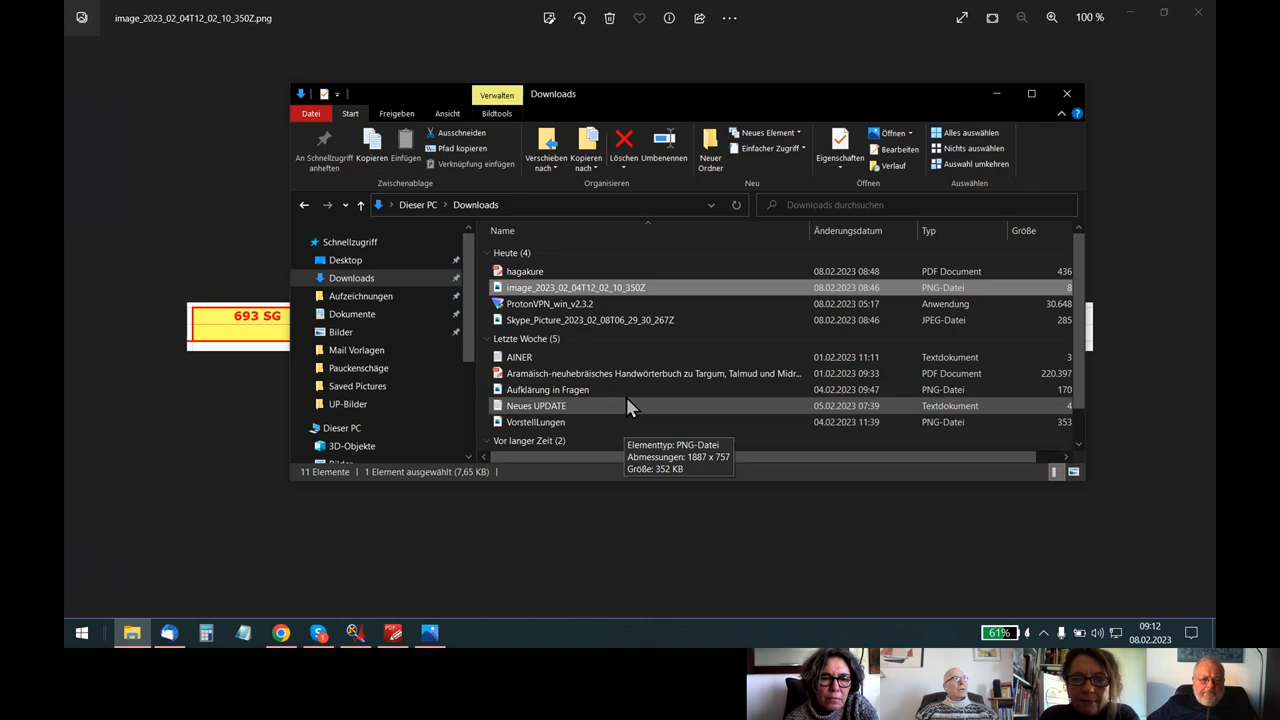 image_2023_02_04T12_02_10_350Z.png
100 %
Verwalten
Downloads
Datei
Start
Freigeben
Ansicht
Bildtools
An Schnellzugriff
anheften
Kopieren
Einfügen
Ausschneiden
Pfad kopieren
Verknüpfung einfügen
Zwischenablage
Verschieben
nach
Kopieren
nach
Löschen
Umbenennen
Organisieren
Neuer
Ordner
Neues Element
Einfacher Zugriff
Neu
Eigenschaften
Öffnen
Bearbeiten
Verlauf
Öffnen
Alles auswählen
Nichts auswählen
Auswahl umkehren
Auswählen
Dieser PC
Downloads
Downloads durchsuchen
Schnellzugriff
Desktop
Downloads
Aufzeichnungen
Dokumente
Bilder
Mail Vorlagen
Pauckenschäge
Saved Pictures
UP-Bilder
Dieser PC
3D-Objekte
Name Änderungsdatum Typ Größe
Heute (4)
hagakure 08.02.2023 08:48 PDF Document 436
image_2023_02_04T12_02_10_350Z 08.02.2023 08:46 PNG-Datei 8
ProtonVPN_win_v2.3.2 08.02.2023 05:17 Anwendung 30.648
Skype_Picture_2023_02_08T06_29_30_267Z 08.02.2023 08:46 JPEG-Datei 285
Letzte Woche (5)
AINER 01.02.2023 11:11 Textdokument 3
Aramäisch-neuhebräisches Handwörterbuch zu Targum, Talmud und Midr... 01.02.2023 09:33 PDF Document 220.397
Aufklärung in Fragen 04.02.2023 09:47 PNG-Datei 170
Neues UPDATE 05.02.2023 07:39 Textdokument 4
VorstellUngen 04.02.2023 11:39 PNG-Datei 353
Vor langer Zeit (2)
Elementtyp: PNG-Datei
Abmessungen: 1887 x 757
Größe: 352 KB
11 Elemente
1 Element ausgewählt (7,65 KB)
693 SG
61%
09:12
08.02.2023